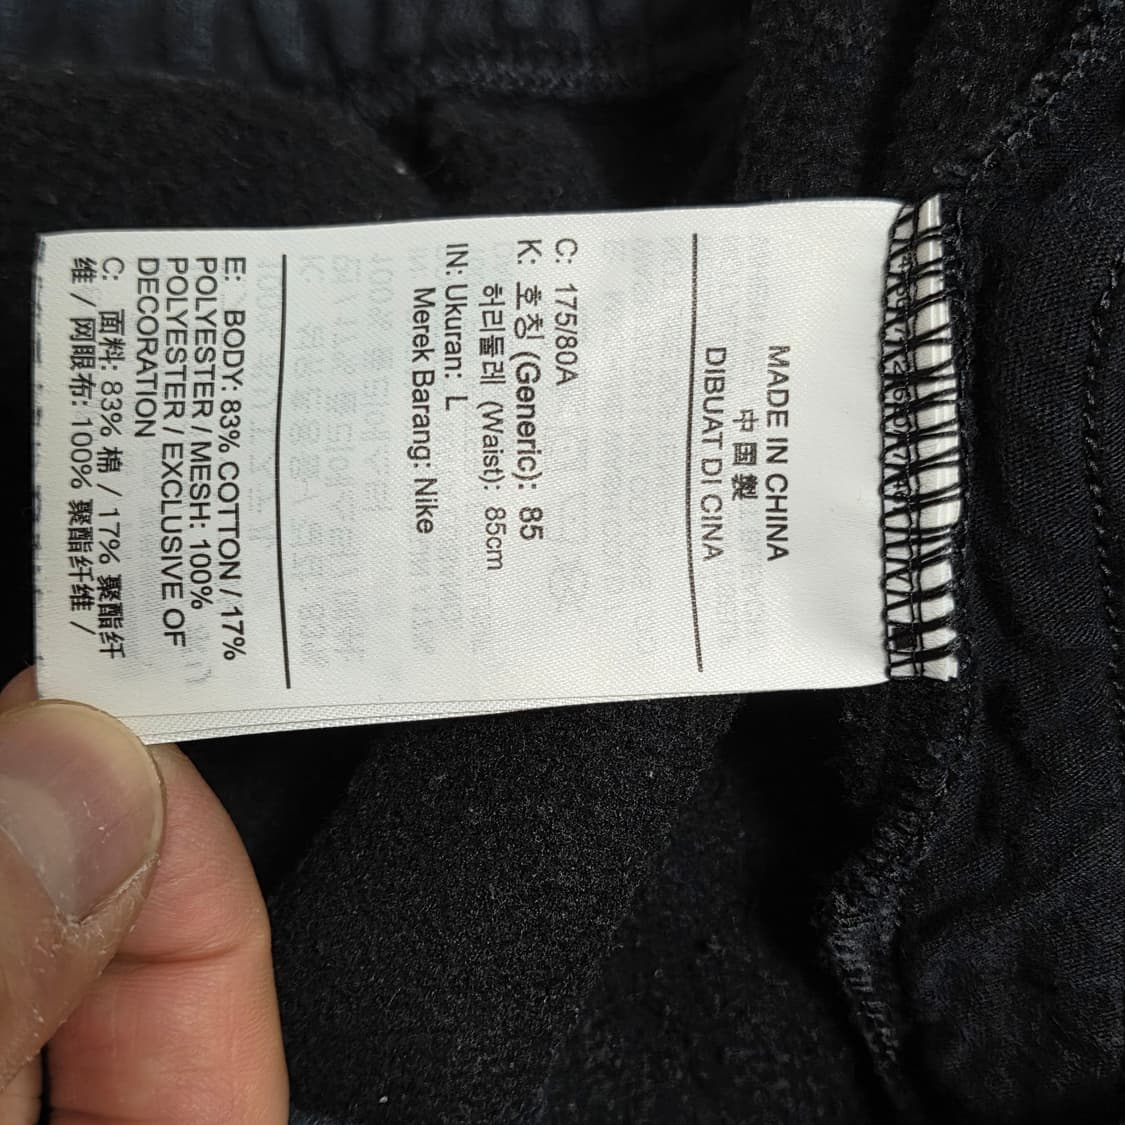 MADE IN CHINA
中国製
DIBUAT DI CINA
C: 175/80A
K: 호칭 (Generic): 85
허리둘레 (Waist): 85cm
IN: Ukuran: L
Merek Barang: Nike
E: BODY: 83% COTTON / 17%
POLYESTER / MESH: 100%
POLYESTER / EXCLUSIVE OF
DECORATION
C: 面料: 83% 棉 / 17% 聚酯纤
维 / 网眼布: 100% 聚酯纤维 /